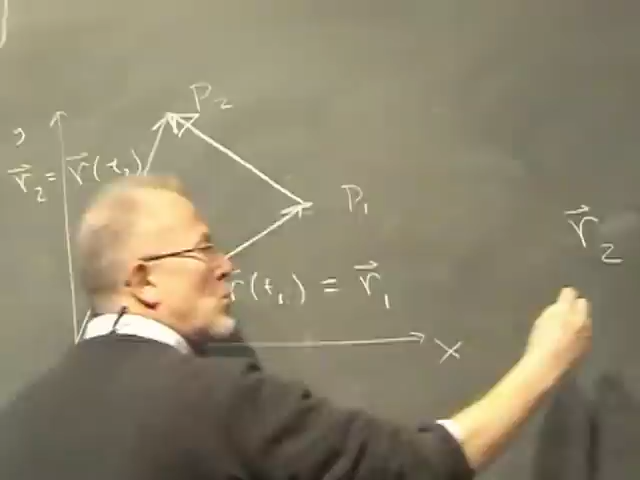 P₂
r⃗₂ = r⃗(t₂)
P₁
r⃗₂
r(t₁) = r⃗₁
x